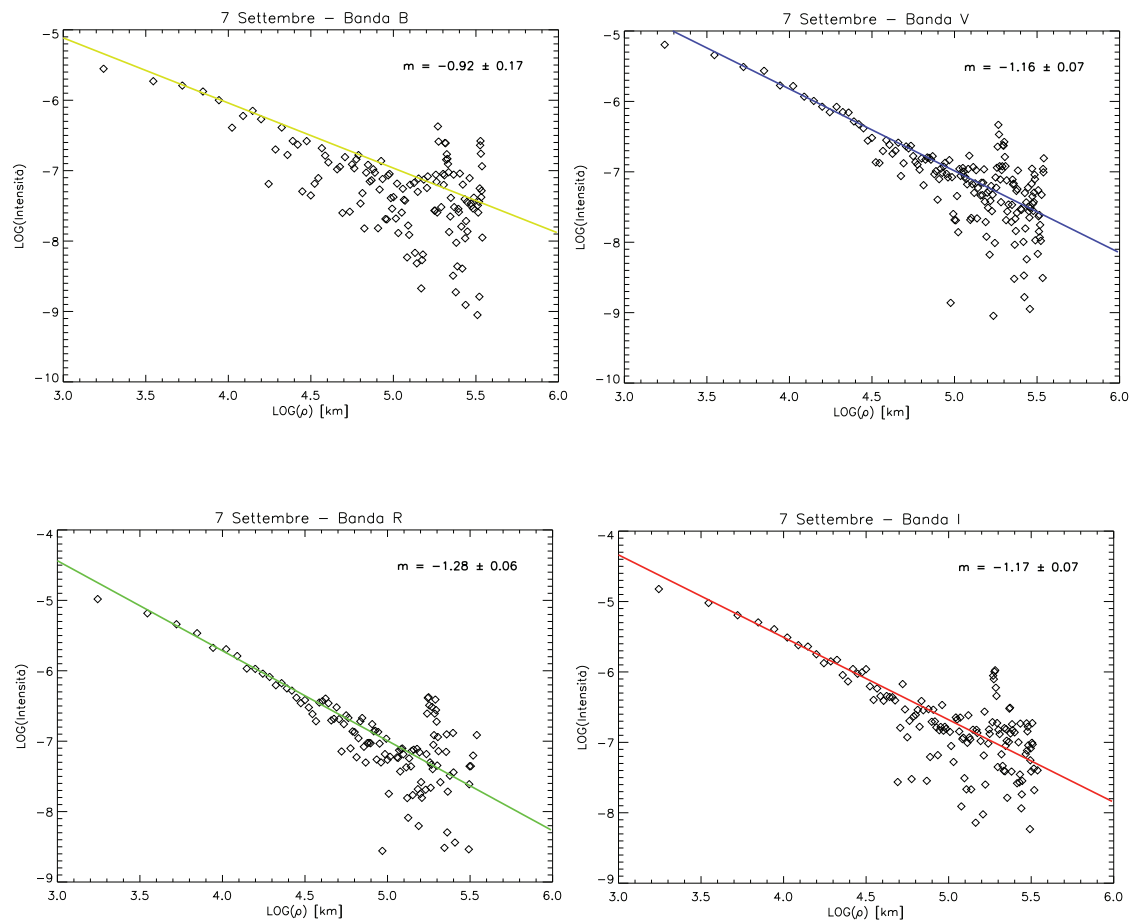 7 Settembre – Banda B
m = −0.92 ± 0.17
LOG(Intensità)
−5
−6
−7
−8
−9
−10
3.0 3.5 4.0 4.5 5.0 5.5 6.0
LOG(ρ) [km]
7 Settembre – Banda V
m = −1.16 ± 0.07
LOG(Intensità)
−5
−6
−7
−8
−9
−10
3.0 3.5 4.0 4.5 5.0 5.5 6.0
LOG(ρ) [km]
7 Settembre – Banda R
m = −1.28 ± 0.06
LOG(Intensità)
−4
−5
−6
−7
−8
−9
3.0 3.5 4.0 4.5 5.0 5.5 6.0
LOG(ρ) [km]
7 Settembre – Banda I
m = −1.17 ± 0.07
LOG(Intensità)
−4
−5
−6
−7
−8
−9
3.0 3.5 4.0 4.5 5.0 5.5 6.0
LOG(ρ) [km]